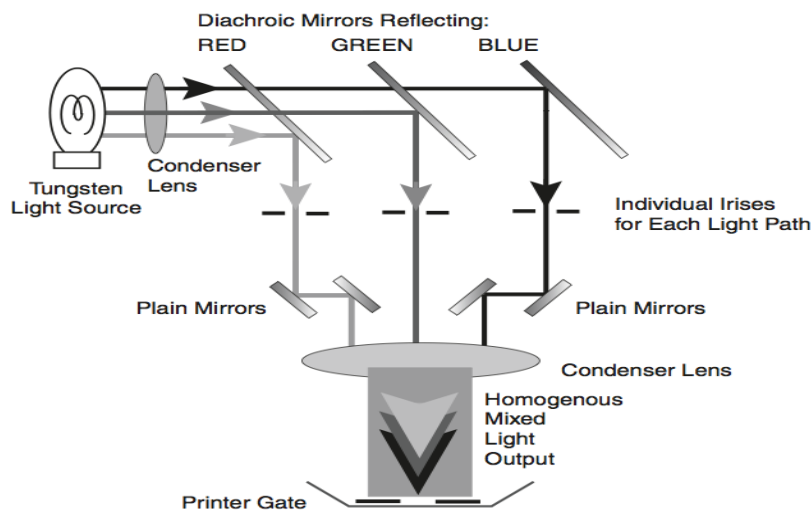 Diachroic Mirrors Reflecting:
RED GREEN BLUE
Condenser
Lens
Tungsten
Light Source
Individual Irises
for Each Light Path
Plain Mirrors
Plain Mirrors
Condenser Lens
Homogenous
Mixed
Light
Output
Printer Gate